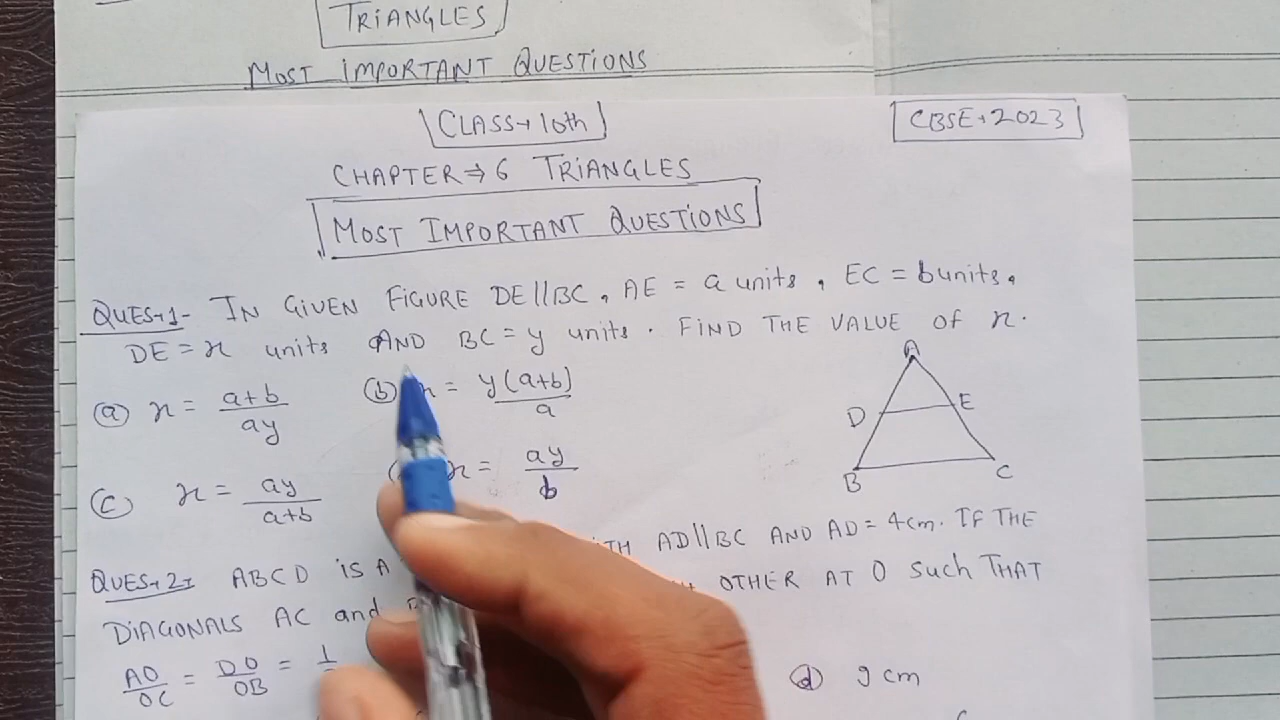 TRIANGLES
MOST IMPORTANT QUESTIONS
CLASS→10th
CBSE→2023
CHAPTER⇒6 TRIANGLES
MOST IMPORTANT QUESTIONS
QUES→1- IN GIVEN FIGURE DE||BC, AE = a units, EC = b units,
DE = x units AND BC = y units. FIND THE VALUE of x.
(a) x = a+b/ay (b) x = y(a+b)/a
(c) x = ay/a+b x = ay/b
A
D E
B C
QUES→2→ ABCD IS A AD||BC AND AD = 4cm. IF THE
DIAGONALS AC and OTHER AT O such THAT
AO/OC = DO/OB = 1/
(d) 9 cm